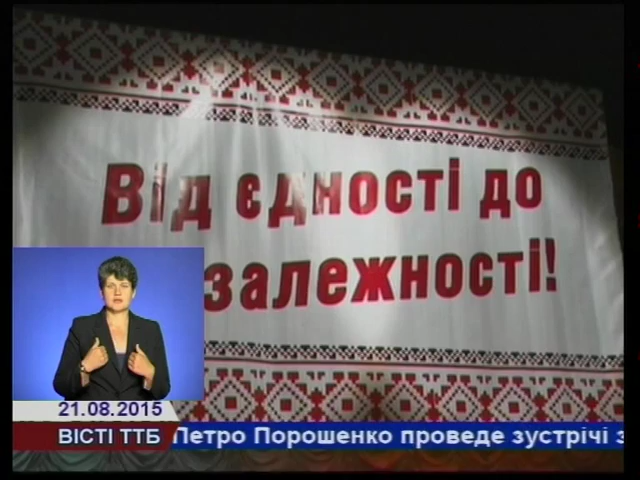 Від єдності до
залежності!
21.08.2015
ВІСТІ ТТБ
Петро Порошенко проведе зустрічі з